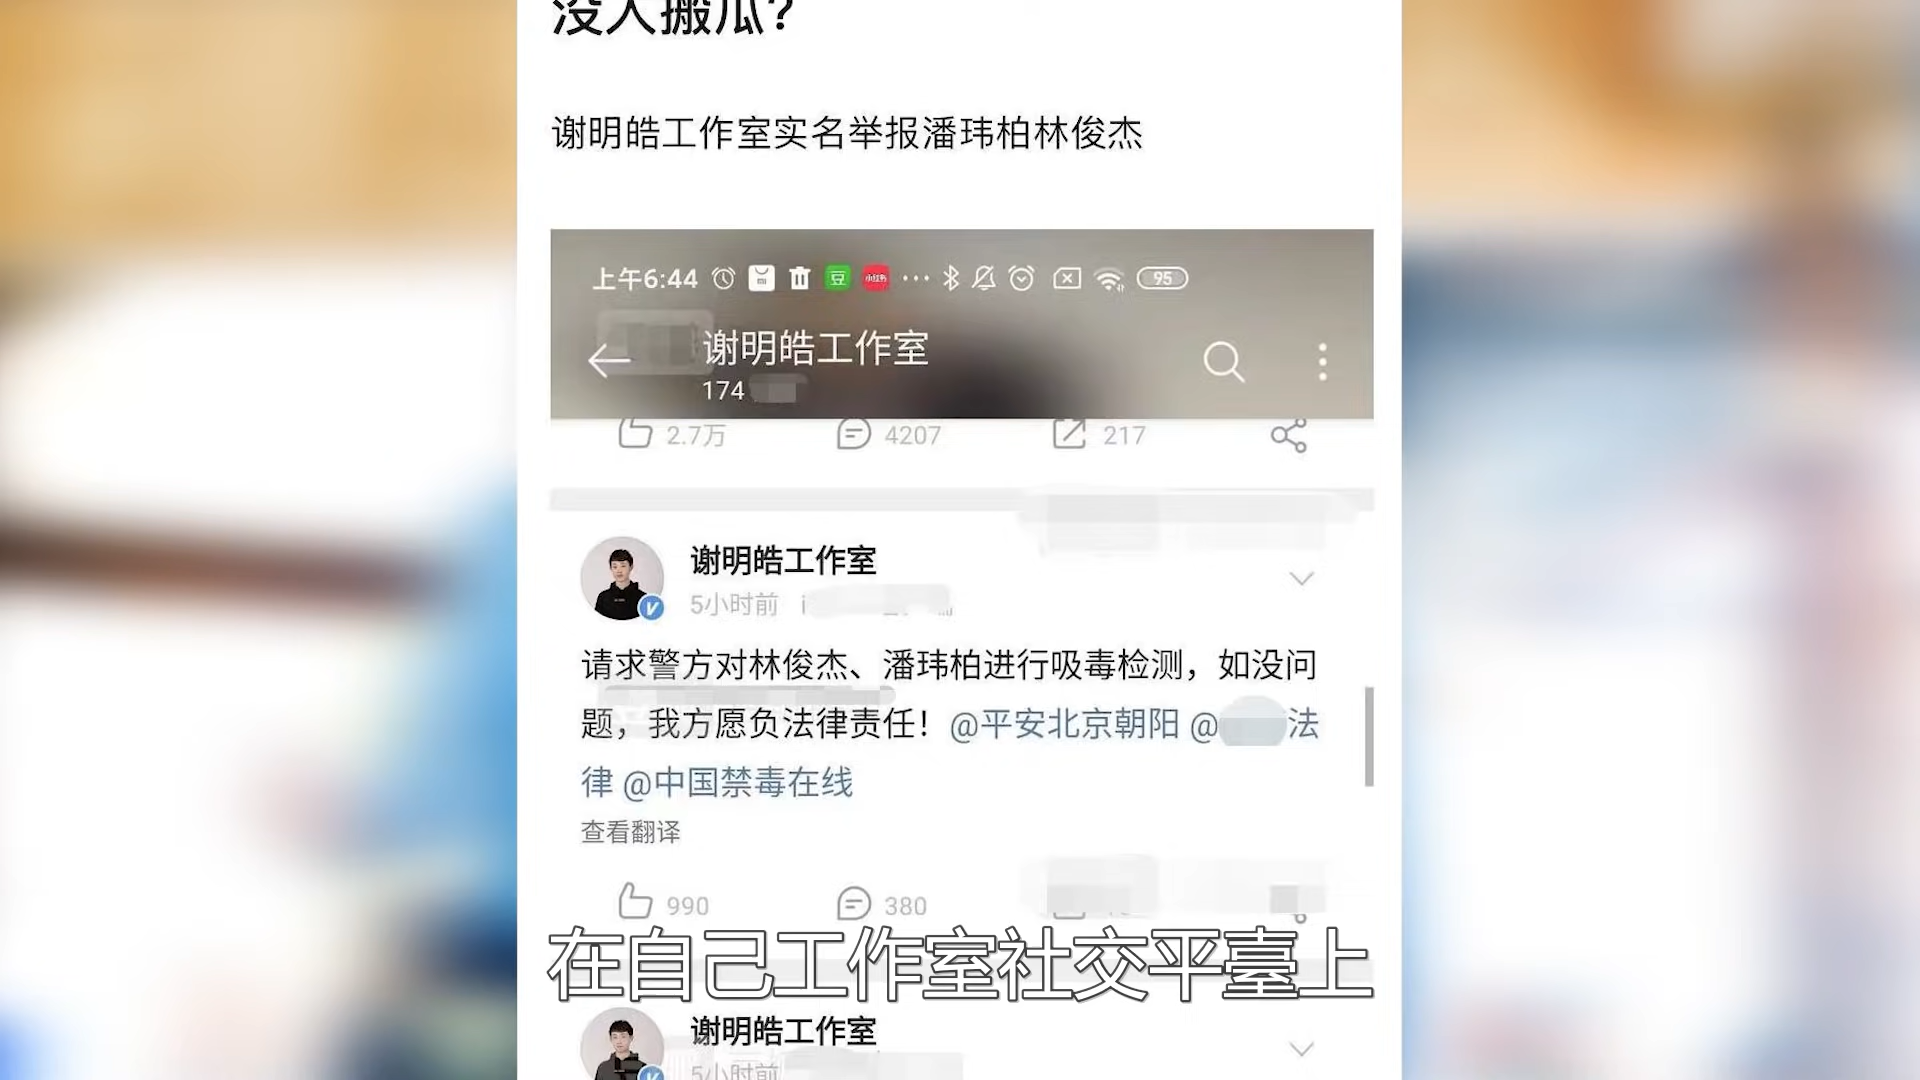 没人搬瓜?
谢明皓工作室实名举报潘玮柏林俊杰
上午6:44 豆 小红书 95
谢明皓工作室
174
2.7万 4207 217
谢明皓工作室
5小时前
请求警方对林俊杰、潘玮柏进行吸毒检测，如没问
题，我方愿负法律责任！@平安北京朝阳 @ 法
律 @中国禁毒在线
查看翻译
990 380
在自己工作室社交平臺上
谢明皓工作室
5小时前